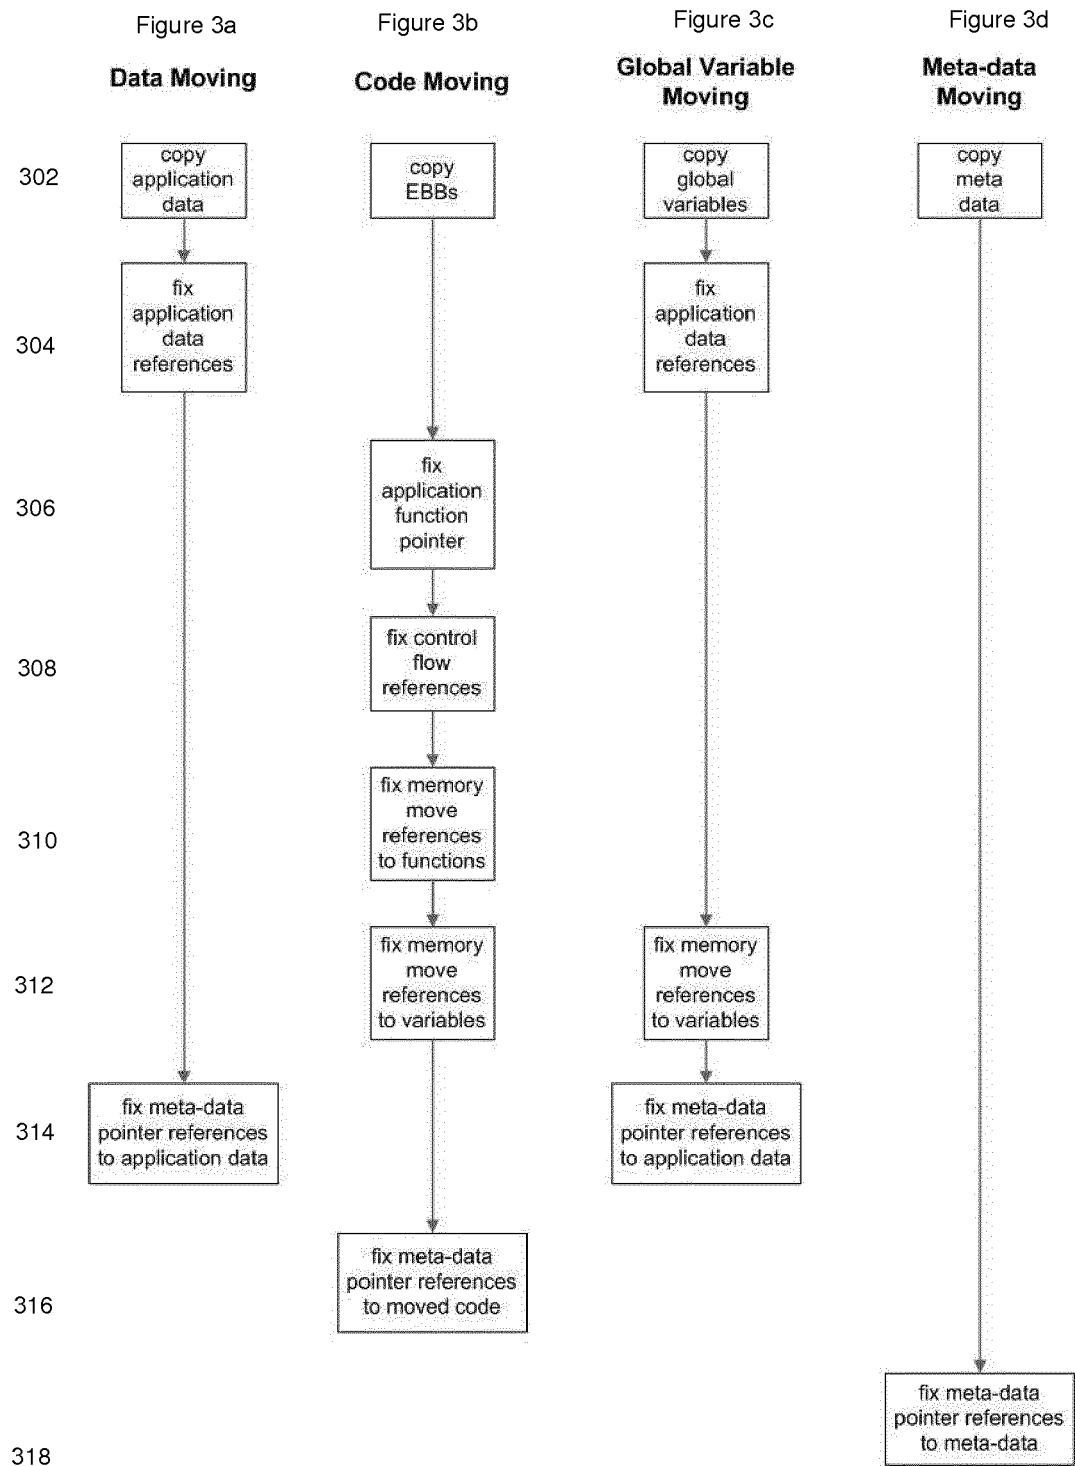 Figure 3a
Figure 3b
Figure 3c
Figure 3d
Data Moving
Code Moving
Global Variable
Moving
Meta-data
Moving
302
copy
application
data
copy
EBBs
copy
global
variables
copy
meta
data
304
fix
application
data
references
fix
application
data
references
306
fix
application
function
pointer
308
fix control
flow
references
310
fix memory
move
references
to functions
312
fix memory
move
references
to variables
fix memory
move
references
to variables
314
fix meta-data
pointer references
to application data
fix meta-data
pointer references
to application data
316
fix meta-data
pointer references
to moved code
318
fix meta-data
pointer references
to meta-data